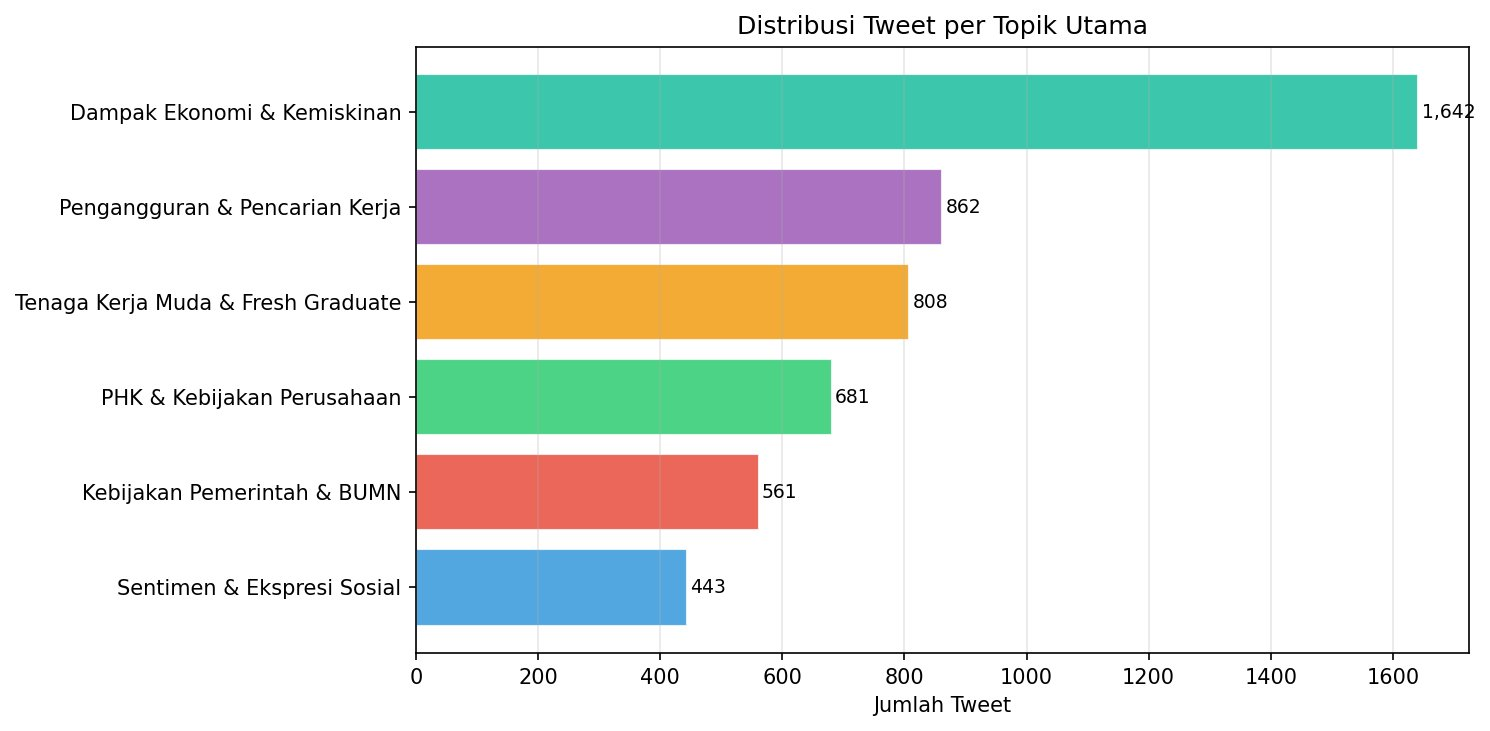 Distribusi Tweet per Topik Utama
Dampak Ekonomi & Kemiskinan
1,642
Pengangguran & Pencarian Kerja
862
Tenaga Kerja Muda & Fresh Graduate
808
PHK & Kebijakan Perusahaan
681
Kebijakan Pemerintah & BUMN
561
Sentimen & Ekspresi Sosial
443
0 200 400 600 800 1000 1200 1400 1600
Jumlah Tweet